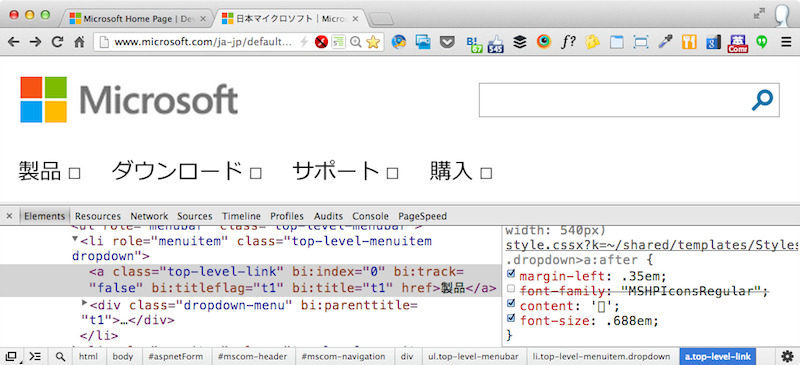 Microsoft Home Page | Dev
日本マイクロソフト | Micros
www.microsoft.com/ja-jp/default…
67
545
f?
g
Com!
Microsoft
製品 □ ダウンロード □ サポート □ 購入 □
× Elements Resources Network Sources Timeline Profiles Audits Console PageSpeed
<ul role="menubar" class="top-level-menubar">
<li role="menuitem" class="top-level-menuitem
dropdown">
<a class="top-level-link" bi:index="0" bi:track=
"false" bi:titleflag="t1" bi:title="t1" href>製品</a>
<div class="dropdown-menu" bi:parenttitle=
"t1">…</div>
</li>
width: 540px)
style.cssx?k=~/shared/templates/Styles
.dropdown>a:after {
margin-left: .35em;
font-family: "MSHPIconsRegular";
content: '▯';
font-size: .688em;
}
html body #aspnetForm #mscom-header #mscom-navigation div ul.top-level-menubar li.top-level-menuitem.dropdown a.top-level-link